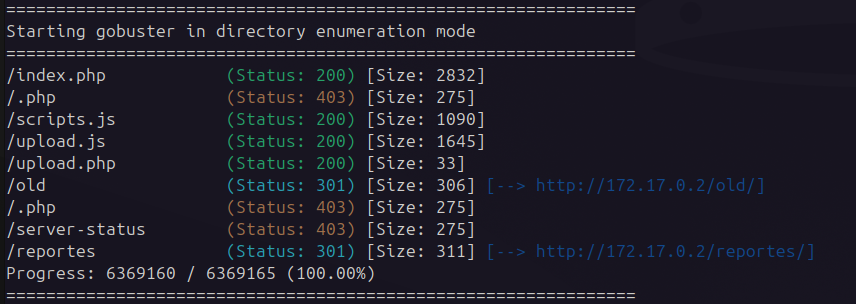 ===============================================================
Starting gobuster in directory enumeration mode
===============================================================
/index.php            (Status: 200) [Size: 2832]
/.php                 (Status: 403) [Size: 275]
/scripts.js           (Status: 200) [Size: 1090]
/upload.js            (Status: 200) [Size: 1645]
/upload.php           (Status: 200) [Size: 33]
/old                  (Status: 301) [Size: 306] [--> http://172.17.0.2/old/]
/.php                 (Status: 403) [Size: 275]
/server-status        (Status: 403) [Size: 275]
/reportes             (Status: 301) [Size: 311] [--> http://172.17.0.2/reportes/]
Progress: 6369160 / 6369165 (100.00%)
===============================================================